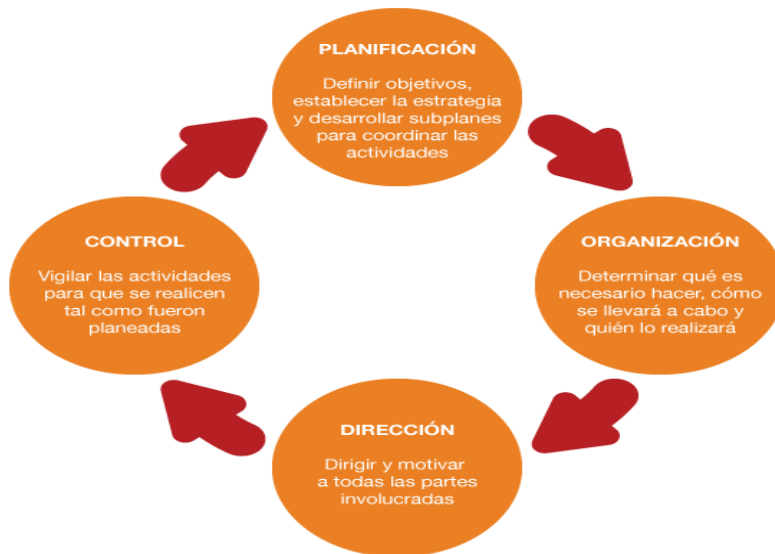 PLANIFICACIÓN
Definir objetivos,
establecer la estrategia
y desarrollar subplanes
para coordinar las
actividades
ORGANIZACIÓN
Determinar qué es
necesario hacer, cómo
se llevará a cabo y
quién lo realizará
DIRECCIÓN
Dirigir y motivar
a todas las partes
involucradas
CONTROL
Vigilar las actividades
para que se realicen
tal como fueron
planeadas